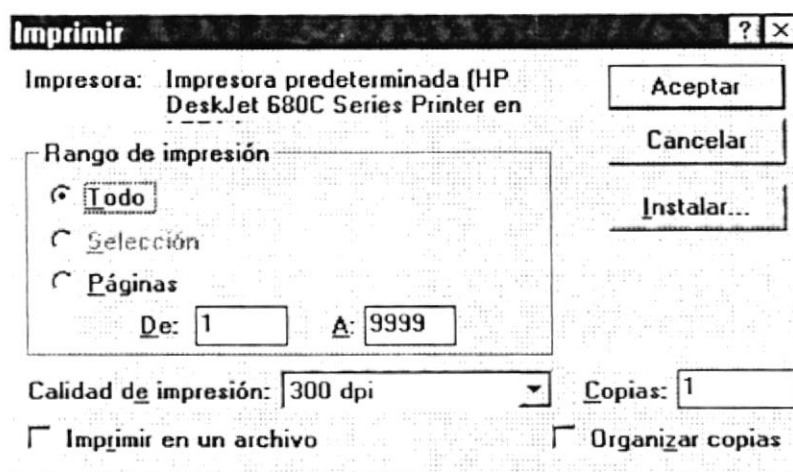 Imprimir
Impresora: Impresora predeterminada (HP
DeskJet 680C Series Printer en
Aceptar
Cancelar
Instalar...
Rango de impresión
Todo
Selección
Páginas
De: 1 A: 9999
Calidad de impresión: 300 dpi
Copias: 1
Imprimir en un archivo
Organizar copias